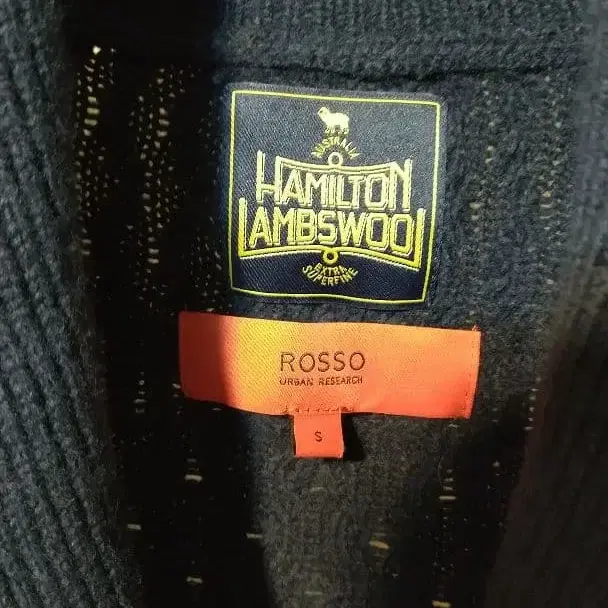 AUSTRALIA
HAMILTON
LAMBSWOOL
EXTRA
SUPERFINE
ROSSO
URBAN RESEARCH
S